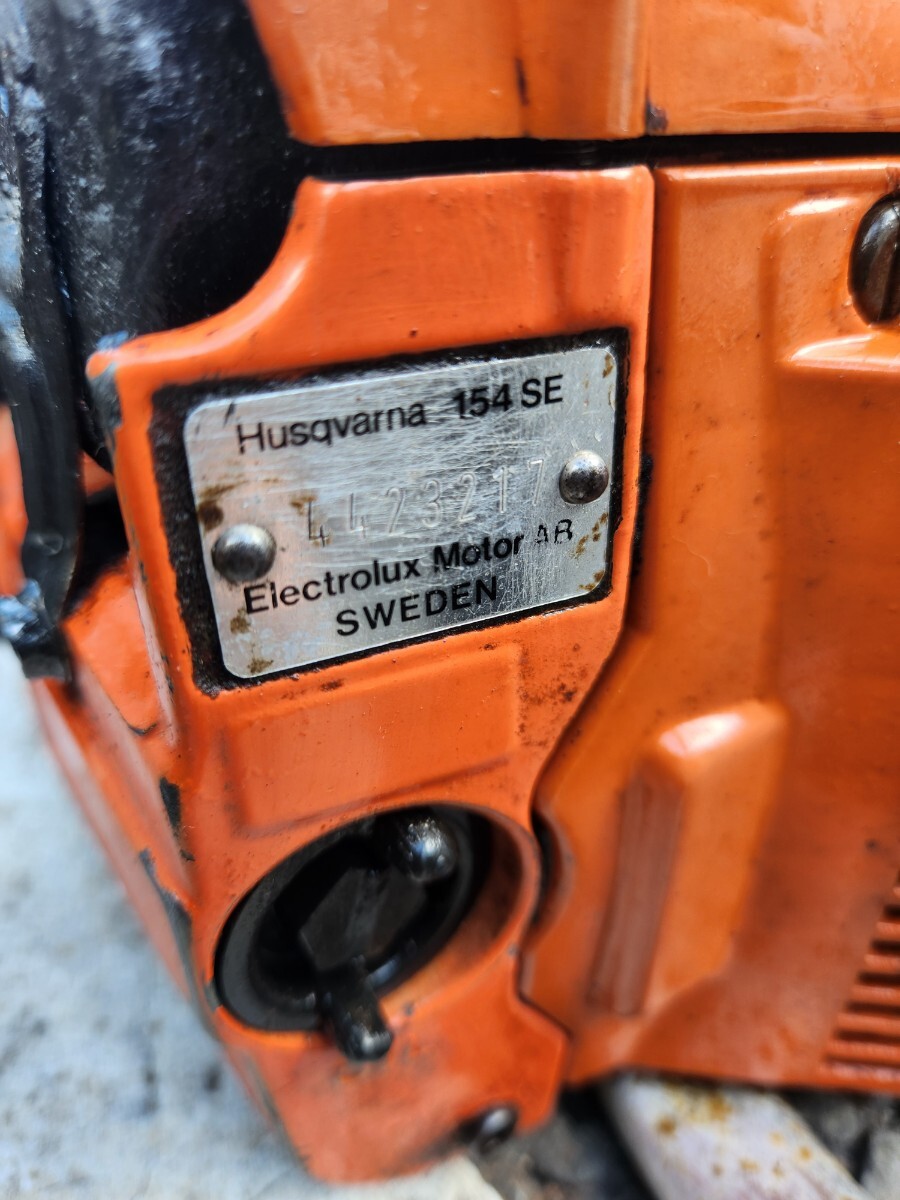 Husqvarna 154 SE
4423217
Electrolux Motor AB
SWEDEN